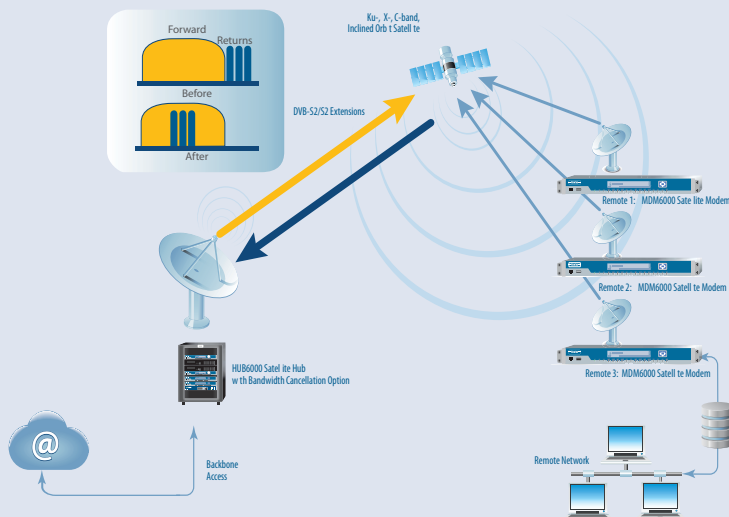 Forward
Returns
Before
After
Ku-, X-, C-band,
Inclined Orb t Satell te
DVB-S2/S2 Extensions
Remote 1: MDM6000 Sate lite Modem
Remote 2: MDM6000 Satell te Modem
Remote 3: MDM6000 Satell te Modem
HUB6000 Satel ite Hub
w th Bandwidth Cancellation Option
@
Backbone
Access
Remote Network